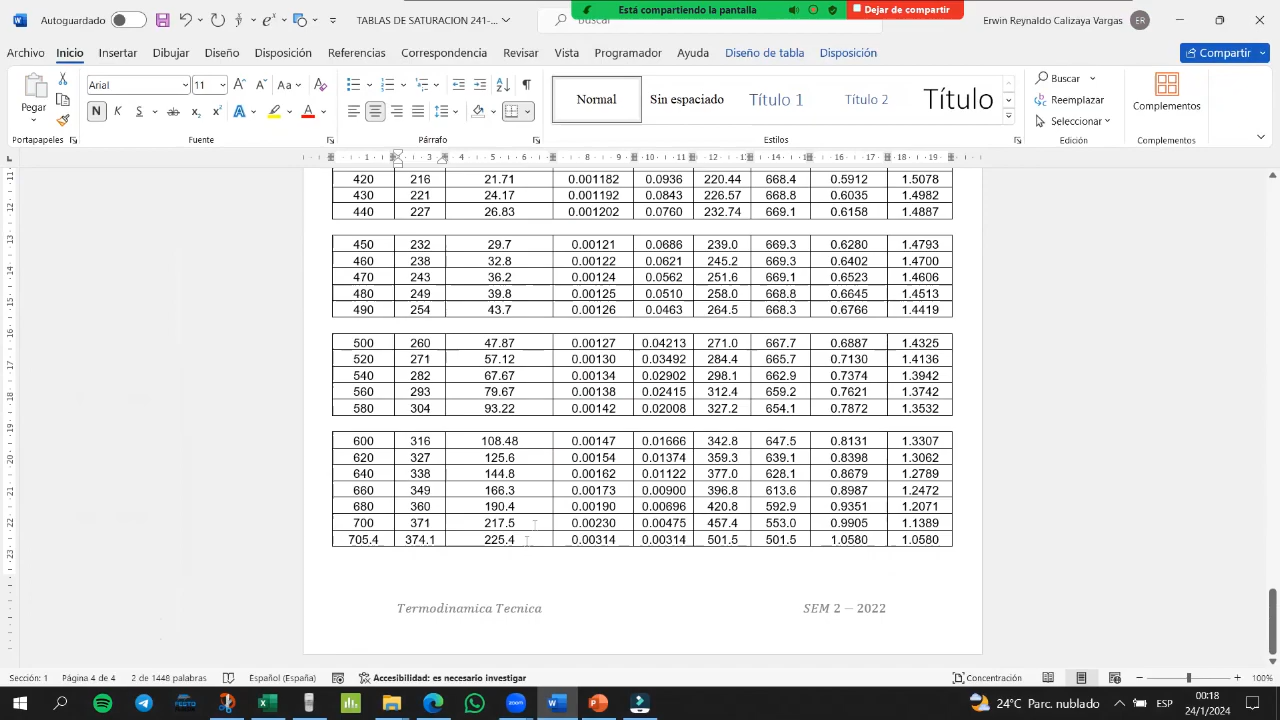 Autoguardado
TABLAS DE SATURACION 241-...
Buscar
Está compartiendo la pantalla
Dejar de compartir
Erwin Reynaldo Calizaya Vargas
ER
Archivo Inicio Insertar Dibujar Diseño Disposición Referencias Correspondencia Revisar Vista Programador Ayuda Diseño de tabla Disposición
Compartir
Arial 11
Pegar
Normal
Sin espaciado
Título 1
Título 2
Título
Buscar
Reemplazar
Seleccionar
Complementos
Portapapeles Fuente Párrafo Estilos Edición Complementos
1 3 4 5 6 7 8 9 10 11 12 13 14 15 16 17 18 19
420 216 21.71 0.001182 0.0936 220.44 668.4 0.5912 1.5078
430 221 24.17 0.001192 0.0843 226.57 668.8 0.6035 1.4982
440 227 26.83 0.001202 0.0760 232.74 669.1 0.6158 1.4887
450 232 29.7 0.00121 0.0686 239.0 669.3 0.6280 1.4793
460 238 32.8 0.00122 0.0621 245.2 669.3 0.6402 1.4700
470 243 36.2 0.00124 0.0562 251.6 669.1 0.6523 1.4606
480 249 39.8 0.00125 0.0510 258.0 668.8 0.6645 1.4513
490 254 43.7 0.00126 0.0463 264.5 668.3 0.6766 1.4419
500 260 47.87 0.00127 0.04213 271.0 667.7 0.6887 1.4325
520 271 57.12 0.00130 0.03492 284.4 665.7 0.7130 1.4136
540 282 67.67 0.00134 0.02902 298.1 662.9 0.7374 1.3942
560 293 79.67 0.00138 0.02415 312.4 659.2 0.7621 1.3742
580 304 93.22 0.00142 0.02008 327.2 654.1 0.7872 1.3532
600 316 108.48 0.00147 0.01666 342.8 647.5 0.8131 1.3307
620 327 125.6 0.00154 0.01374 359.3 639.1 0.8398 1.3062
640 338 144.8 0.00162 0.01122 377.0 628.1 0.8679 1.2789
660 349 166.3 0.00173 0.00900 396.8 613.6 0.8987 1.2472
680 360 190.4 0.00190 0.00696 420.8 592.9 0.9351 1.2071
700 371 217.5 0.00230 0.00475 457.4 553.0 0.9905 1.1389
705.4 374.1 225.4 0.00314 0.00314 501.5 501.5 1.0580 1.0580
Termodinamica Tecnica SEM 2 – 2022
Sección: 1 Página 4 de 4 2 de 1448 palabras Español (España) Accesibilidad: es necesario investigar Concentración 100%
24°C Parc. nublado ESP
00:18
24/1/2024